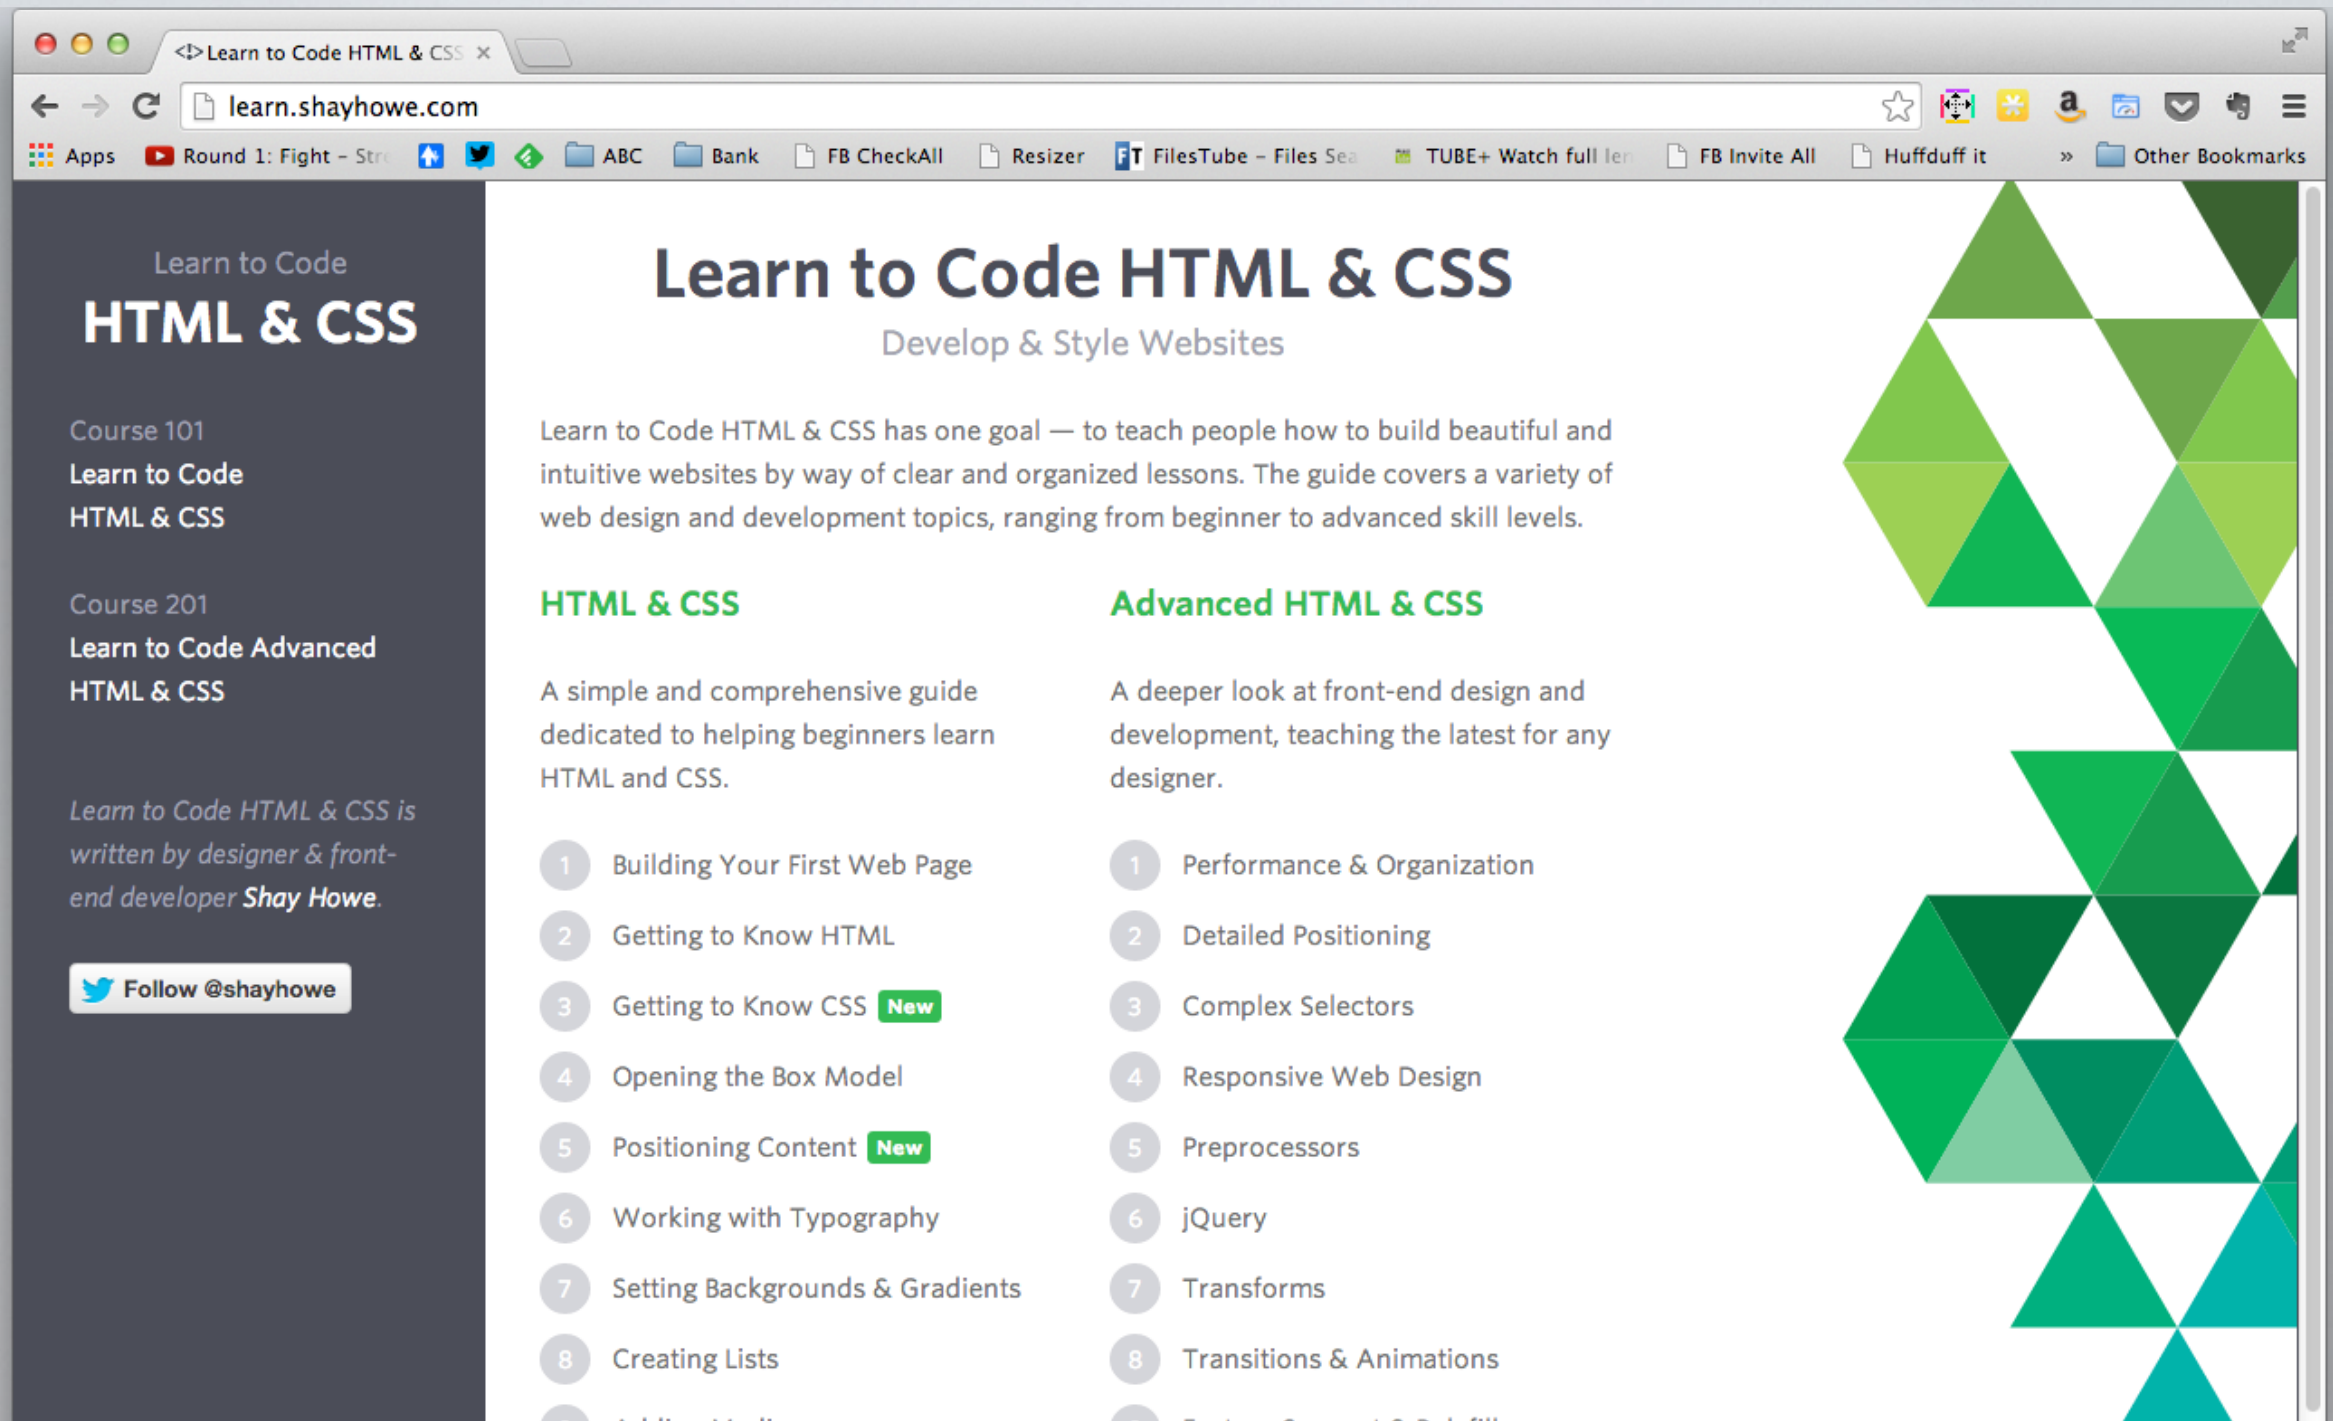 Learn to Code HTML & CSS
learn.shayhowe.com
Apps
Round 1: Fight – Str
ABC
Bank
FB CheckAll
Resizer
FT FilesTube – Files Sea
TUBE+ Watch full len
FB Invite All
Huffduff it
»
Other Bookmarks
Learn to Code
HTML & CSS
Course 101
Learn to Code
HTML & CSS
Course 201
Learn to Code Advanced
HTML & CSS
Learn to Code HTML & CSS is
written by designer & front-
end developer Shay Howe.
Follow @shayhowe
Learn to Code HTML & CSS
Develop & Style Websites
Learn to Code HTML & CSS has one goal — to teach people how to build beautiful and
intuitive websites by way of clear and organized lessons. The guide covers a variety of
web design and development topics, ranging from beginner to advanced skill levels.
HTML & CSS
A simple and comprehensive guide
dedicated to helping beginners learn
HTML and CSS.
1 Building Your First Web Page
2 Getting to Know HTML
3 Getting to Know CSS New
4 Opening the Box Model
5 Positioning Content New
6 Working with Typography
7 Setting Backgrounds & Gradients
8 Creating Lists
Advanced HTML & CSS
A deeper look at front-end design and
development, teaching the latest for any
designer.
1 Performance & Organization
2 Detailed Positioning
3 Complex Selectors
4 Responsive Web Design
5 Preprocessors
6 jQuery
7 Transforms
8 Transitions & Animations